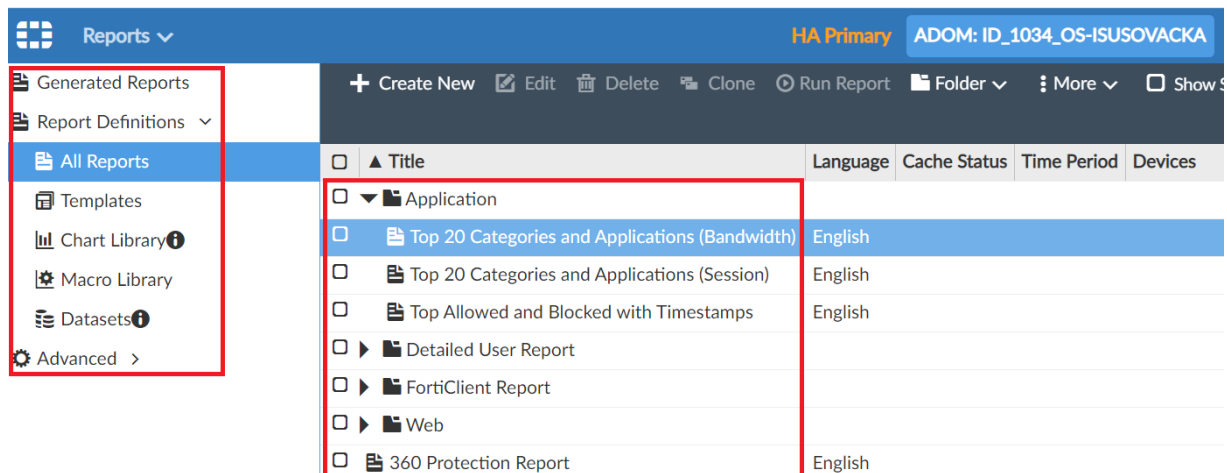 Reports
HA Primary
ADOM: ID_1034_OS-ISUSOVACKA
Generated Reports
Report Definitions
All Reports
Templates
Chart Library
Macro Library
Datasets
Advanced
Create New Edit Delete Clone Run Report Folder More Show
Title Language Cache Status Time Period Devices
Application
Top 20 Categories and Applications (Bandwidth) English
Top 20 Categories and Applications (Session) English
Top Allowed and Blocked with Timestamps English
Detailed User Report
FortiClient Report
Web
360 Protection Report English